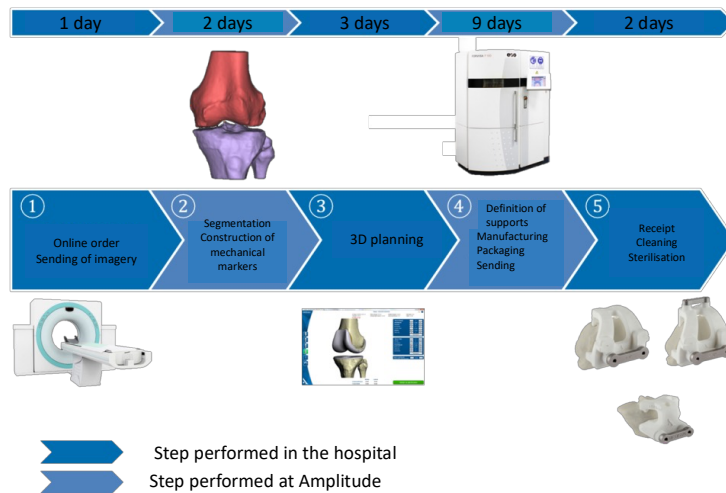 1 day
2 days
3 days
9 days
2 days
1
Online order
Sending of imagery
2
Segmentation
Construction of
mechanical
markers
3
3D planning
4
Definition of
supports
Manufacturing
Packaging
Sending
5
Receipt
Cleaning
Sterilisation
Step performed in the hospital
Step performed at Amplitude